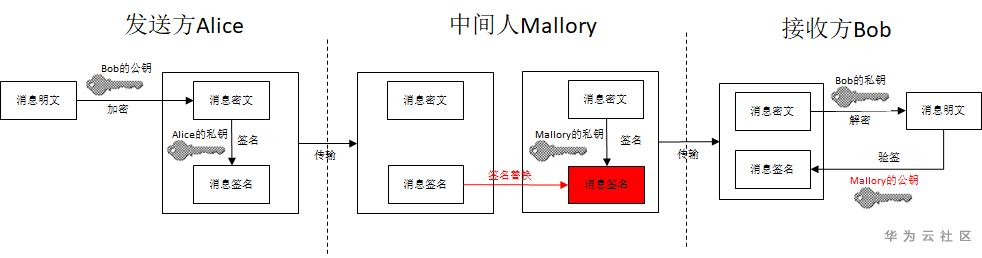 发送方Alice
中间人Mallory
接收方Bob
Bob的公钥
消息明文
加密
消息密文
Alice的私钥
签名
消息签名
传输
消息密文
消息签名
签名替换
消息密文
Mallory的私钥
签名
消息签名
传输
消息密文
消息签名
Bob的私钥
解密
消息明文
验签
Mallory的公钥
华为云社区